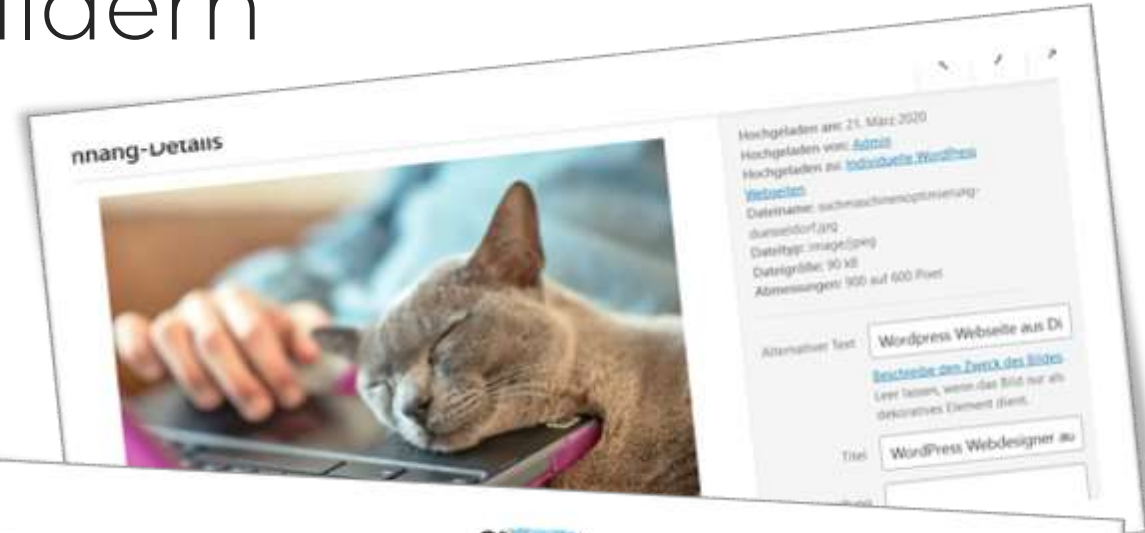 ildern
nhang-Details
Hochgeladen am: 21. März 2020
Hochgeladen von: Admin
Hochgeladen zu: Individuelle WordPress
Webseiten
Dateiname: suchmaschinenoptimierung-
duesseldorf.jpg
Dateityp: image/jpeg
Dateigröße: 90 kB
Abmessungen: 900 auf 600 Pixel
Alternativer Text
Wordpress Webseite aus Di
Beschreibe den Zweck des Bildes.
Leer lassen, wenn das Bild nur als
dekoratives Element dient.
Titel
WordPress Webdesigner au